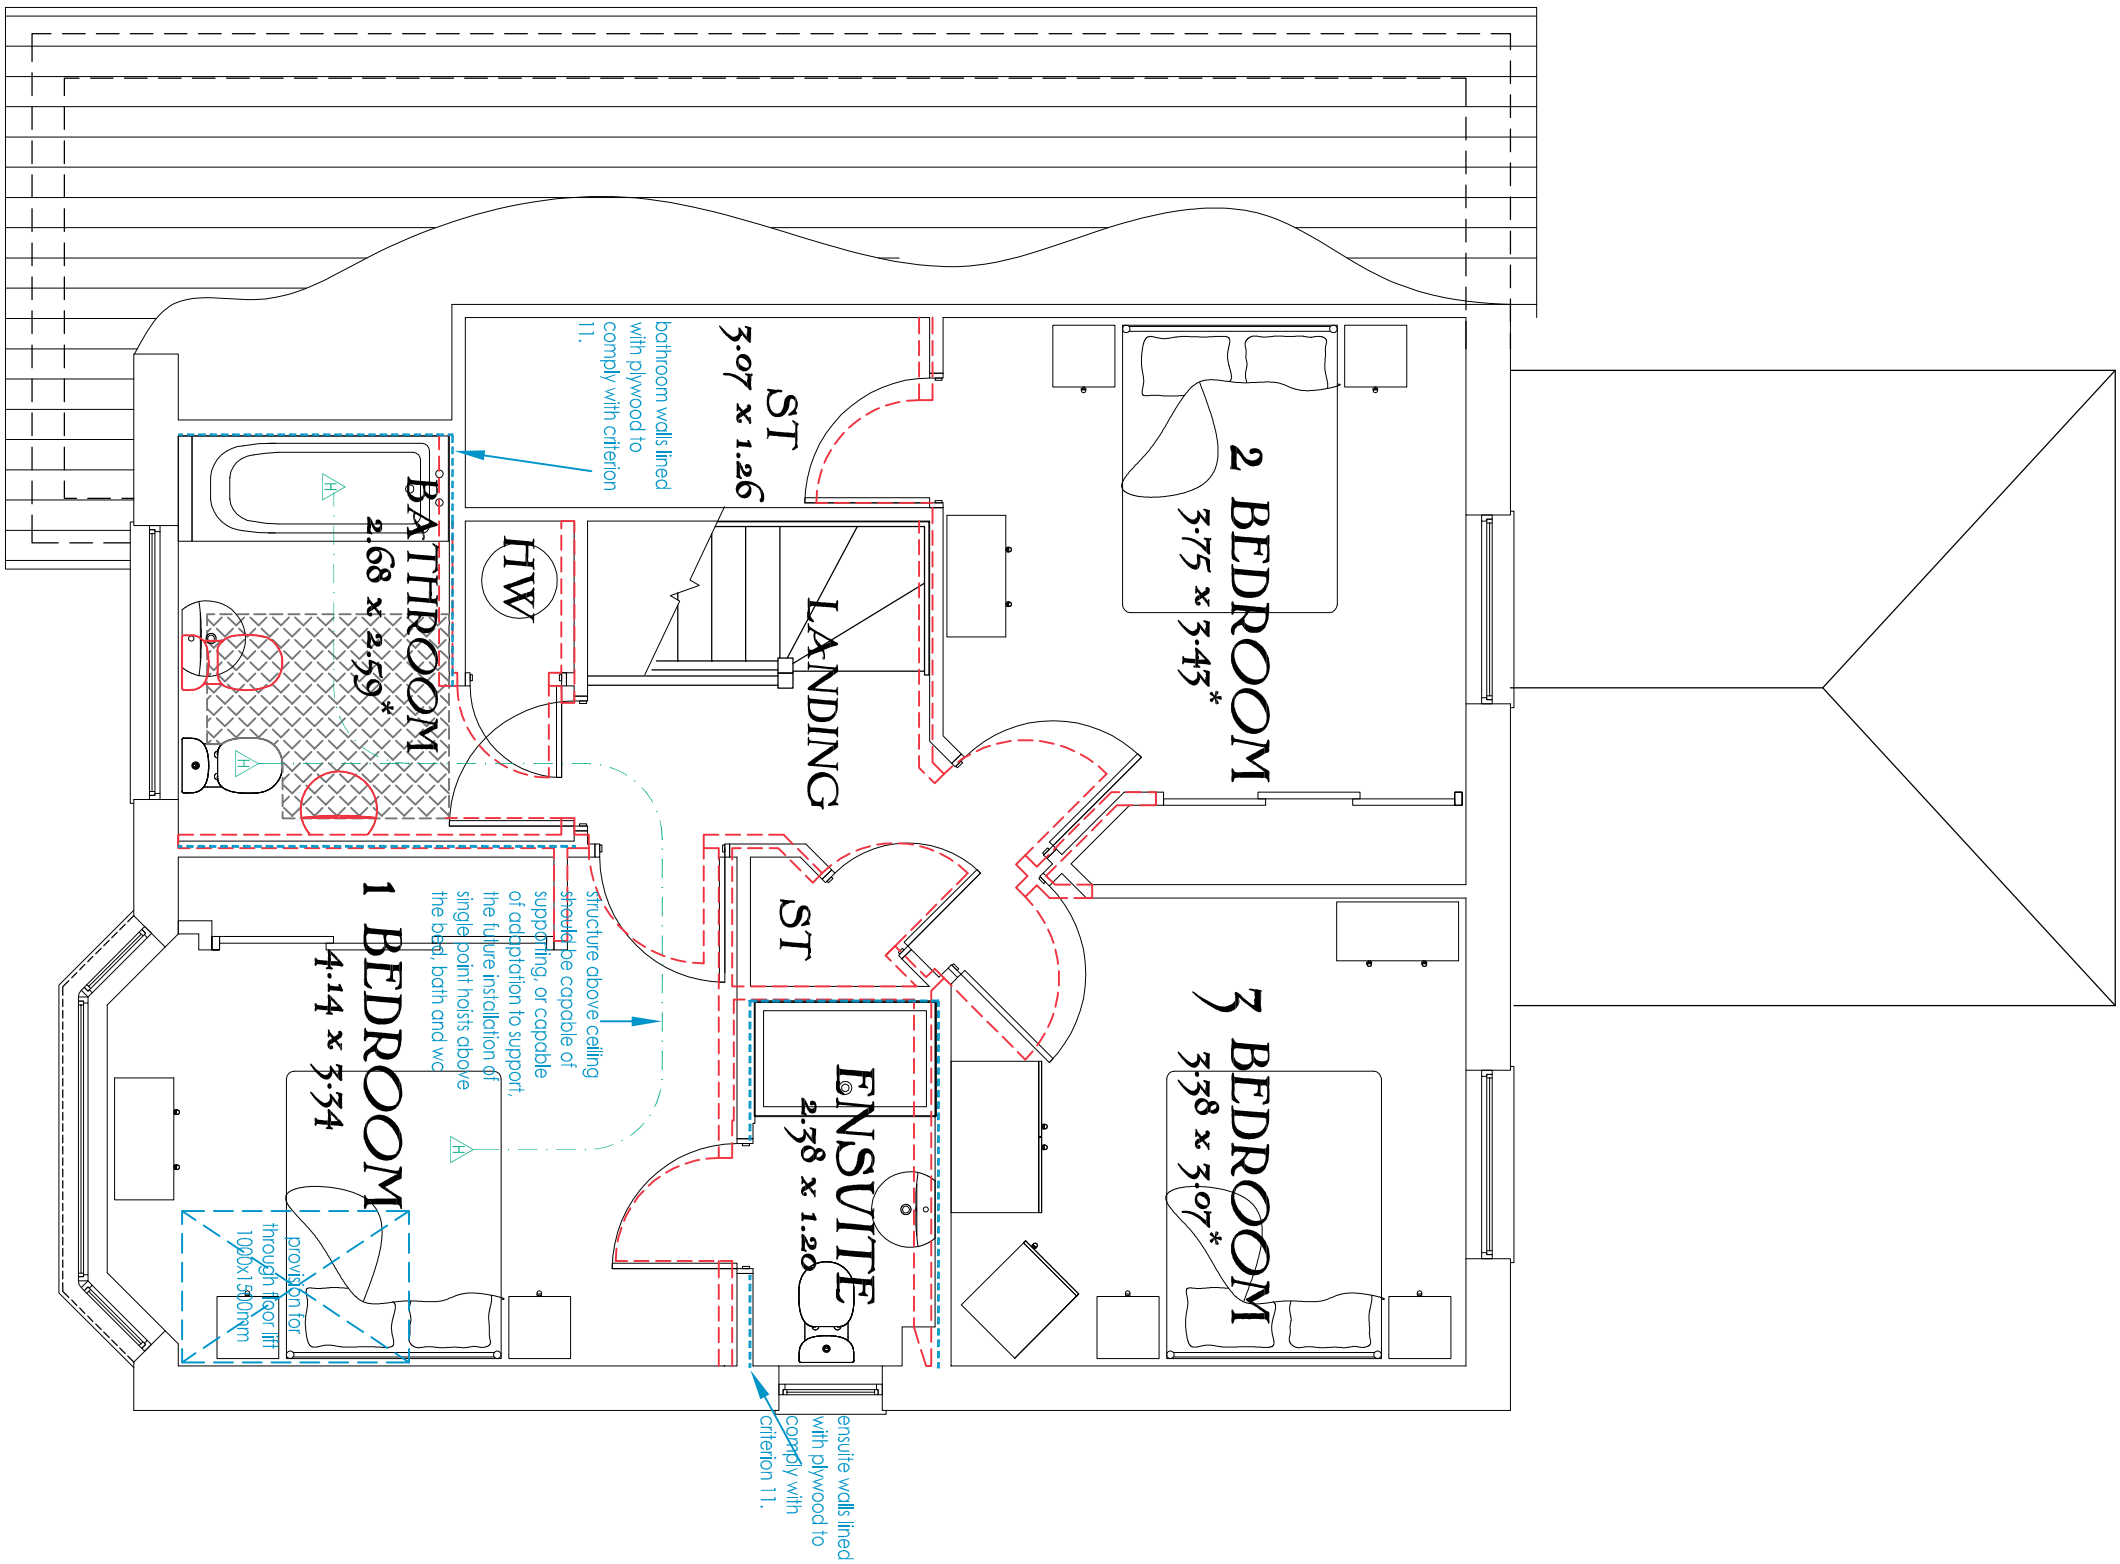 2 BEDROOM
3.75 x 3.43*
3 BEDROOM
3.38 x 3.07*
ST
3.07 x 1.26
bathroom walls lined
with plywood to
comply with criterion
11.
LANDING
ST
ENSUITE
2.38 x 1.20
ensuite walls lined
with plywood to
comply with
criterion 11.
HW
BATHROOM
2.68 x 2.59*
H
H
structure above ceiling
should be capable of
supporting, or capable
of adaptation to support,
the future installation of
single point hoists above
the bed, bath and wc
H
1 BEDROOM
4.14 x 3.34
provision for
through floor lift
1000x1500mm